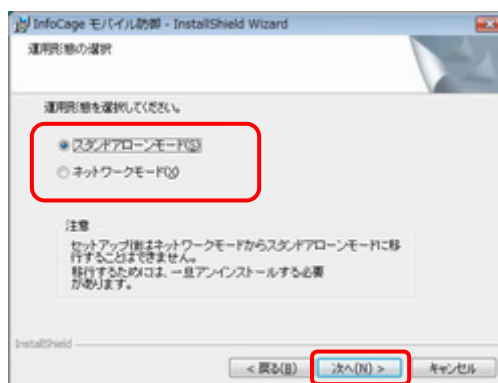 InfoCage モバイル防御 - InstallShield Wizard
運用形態の選択
運用形態を選択してください。
スタンドアローンモード(S)
ネットワークモード(X)
注意
セットアップ後はネットワークモードからスタンドアローンモードに移
行することはできません。
移行するためには、一旦アンインストールする必要
があります。
InstallShield
< 戻る(B)
次へ(N) >
キャンセル